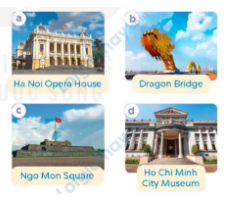 a
Ha Noi Opera House
b
Dragon Bridge
c
Ngo Mon Square
d
Ho Chi Minh
City Museum